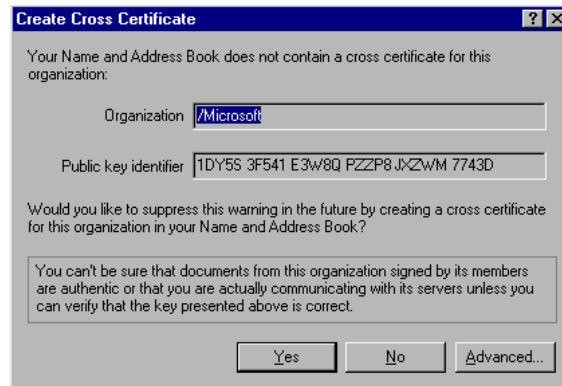 Create Cross Certificate
Your Name and Address Book does not contain a cross certificate for this
organization:
Organization /Microsoft
Public key identifier 1DY5S 3F541 E3W8Q PZZP8 JXZWM 7743D
Would you like to suppress this warning in the future by creating a cross certificate
for this organization in your Name and Address Book?
You can't be sure that documents from this organization signed by its members
are authentic or that you are actually communicating with its servers unless you
can verify that the key presented above is correct.
Yes No Advanced...